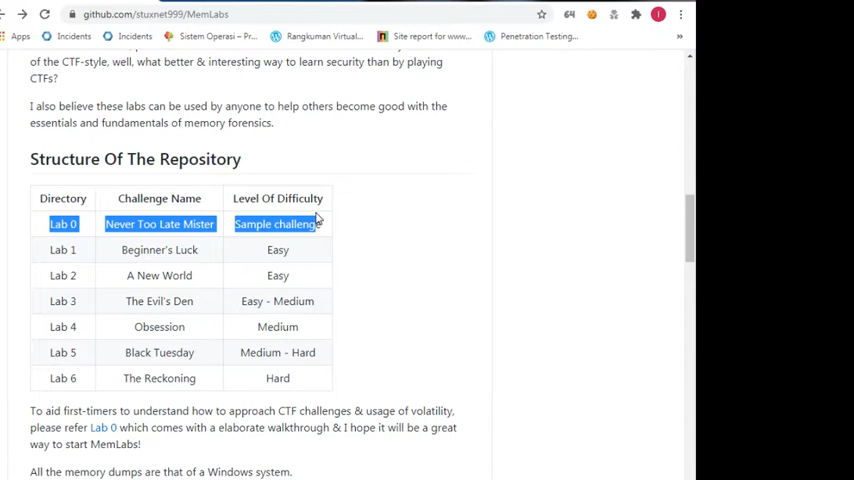 github.com/stuxnet999/MemLabs
64
Apps Incidents Incidents Sistem Operasi – Pr... Rangkuman Virtual... Site report for www... Penetration Testing... »
of the CTF-style, well, what better & interesting way to learn security than by playing
CTFs?
I also believe these labs can be used by anyone to help others become good with the
essentials and fundamentals of memory forensics.
Structure Of The Repository
Directory Challenge Name Level Of Difficulty
Lab 0 Never Too Late Mister Sample challenge
Lab 1 Beginner's Luck Easy
Lab 2 A New World Easy
Lab 3 The Evil's Den Easy - Medium
Lab 4 Obsession Medium
Lab 5 Black Tuesday Medium - Hard
Lab 6 The Reckoning Hard
To aid first-timers to understand how to approach CTF challenges & usage of volatility,
please refer Lab 0 which comes with a elaborate walkthrough & I hope it will be a great
way to start MemLabs!
All the memory dumps are that of a Windows system.